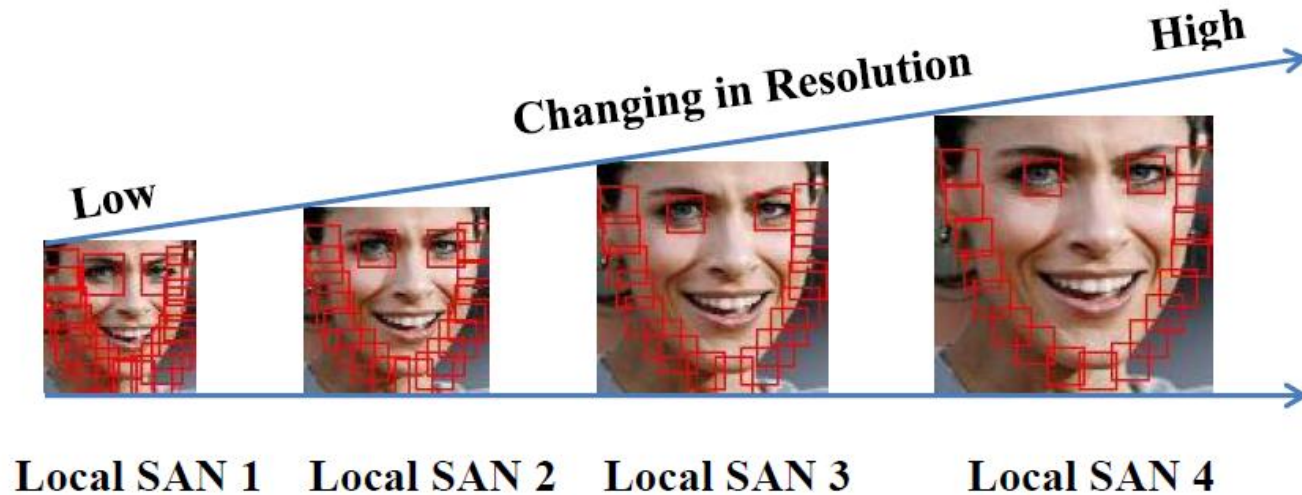 High
Changing in Resolution
Low
Local SAN 1
Local SAN 2
Local SAN 3
Local SAN 4